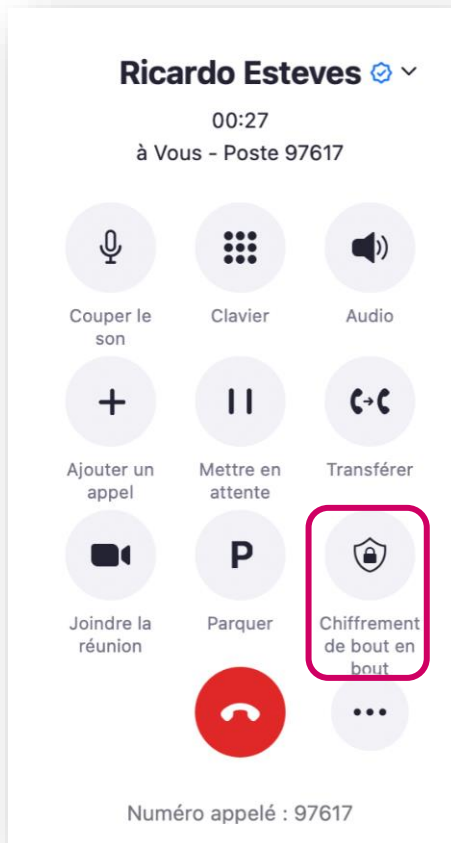 Ricardo Esteves
00:27
à Vous - Poste 97617
Couper le
son
Clavier
Audio
Ajouter un
appel
Mettre en
attente
Transférer
P
Joindre la
réunion
Parquer
Chiffrement
de bout en
bout
Numéro appelé : 97617